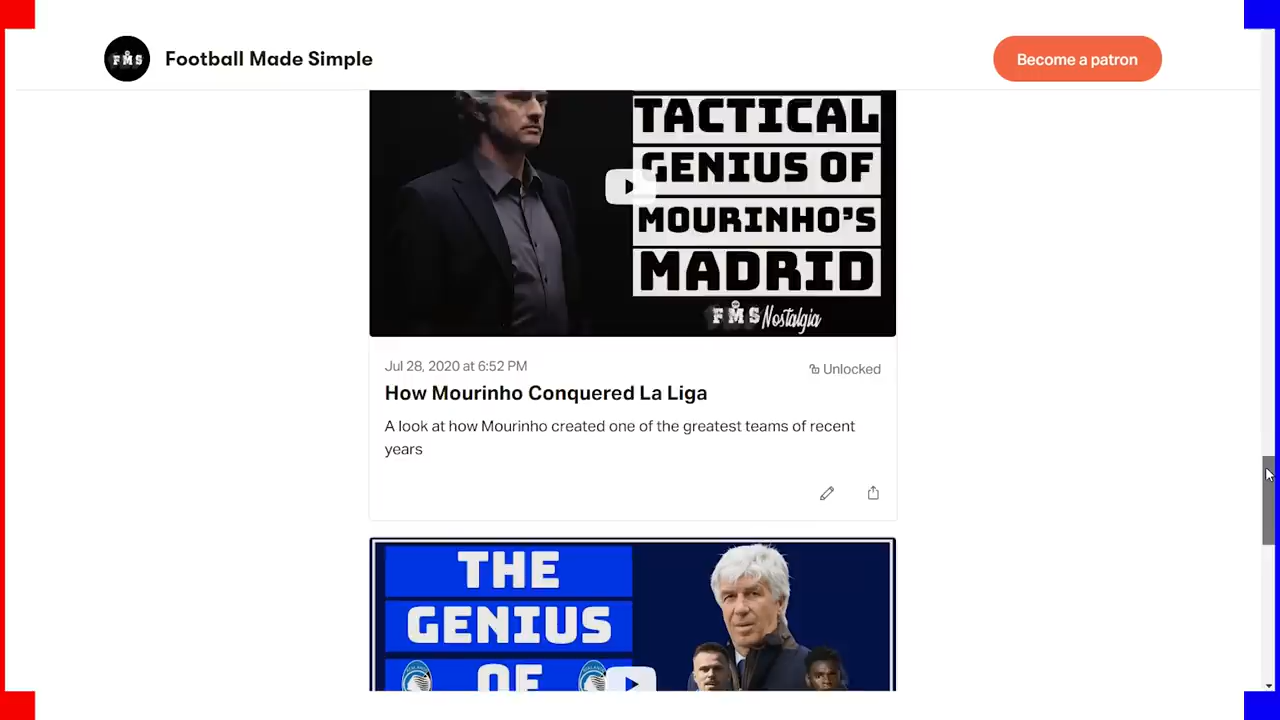 FMS
Football Made Simple
Become a patron
TACTICAL
GENIUS OF
MOURINHO'S
MADRID
FMS Nostalgia
Jul 28, 2020 at 6:52 PM
Unlocked
How Mourinho Conquered La Liga
A look at how Mourinho created one of the greatest teams of recent
years
THE
GENIUS
OF